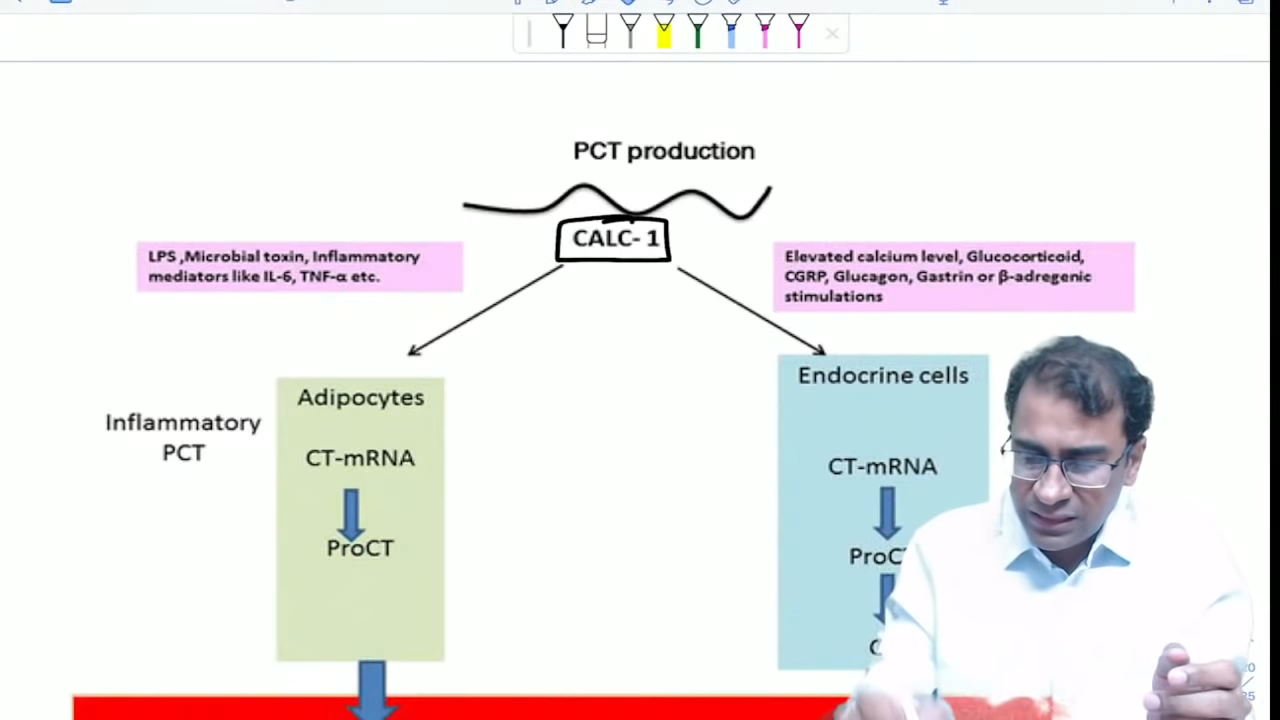 PCT production
CALC- 1
LPS ,Microbial toxin, Inflammatory
mediators like IL-6, TNF-α etc.
Elevated calcium level, Glucocorticoid,
CGRP, Glucagon, Gastrin or β-adregenic
stimulations
Inflammatory
PCT
Adipocytes
CT-mRNA
ProCT
Endocrine cells
CT-mRNA